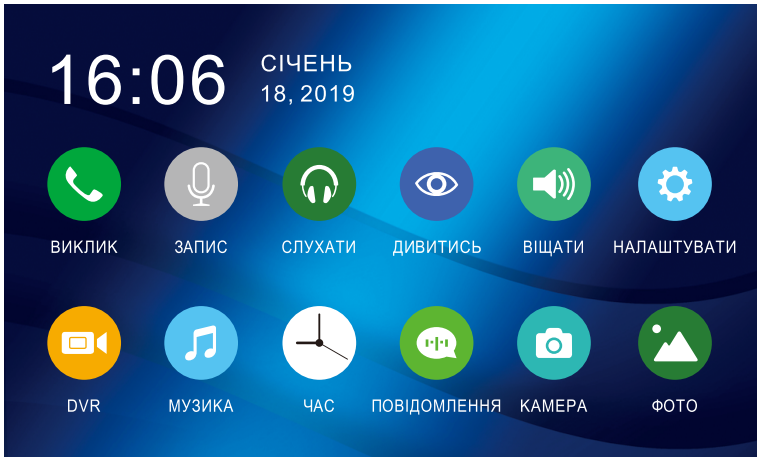 16:06
СІЧЕНЬ
18, 2019
ВИКЛИК ЗАПИС СЛУХАТИ ДИВИТИСЬ ВІЩАТИ НАЛАШТУВАТИ
DVR МУЗИКА ЧАС ПОВІДОМЛЕННЯ КАМЕРА ФОТО